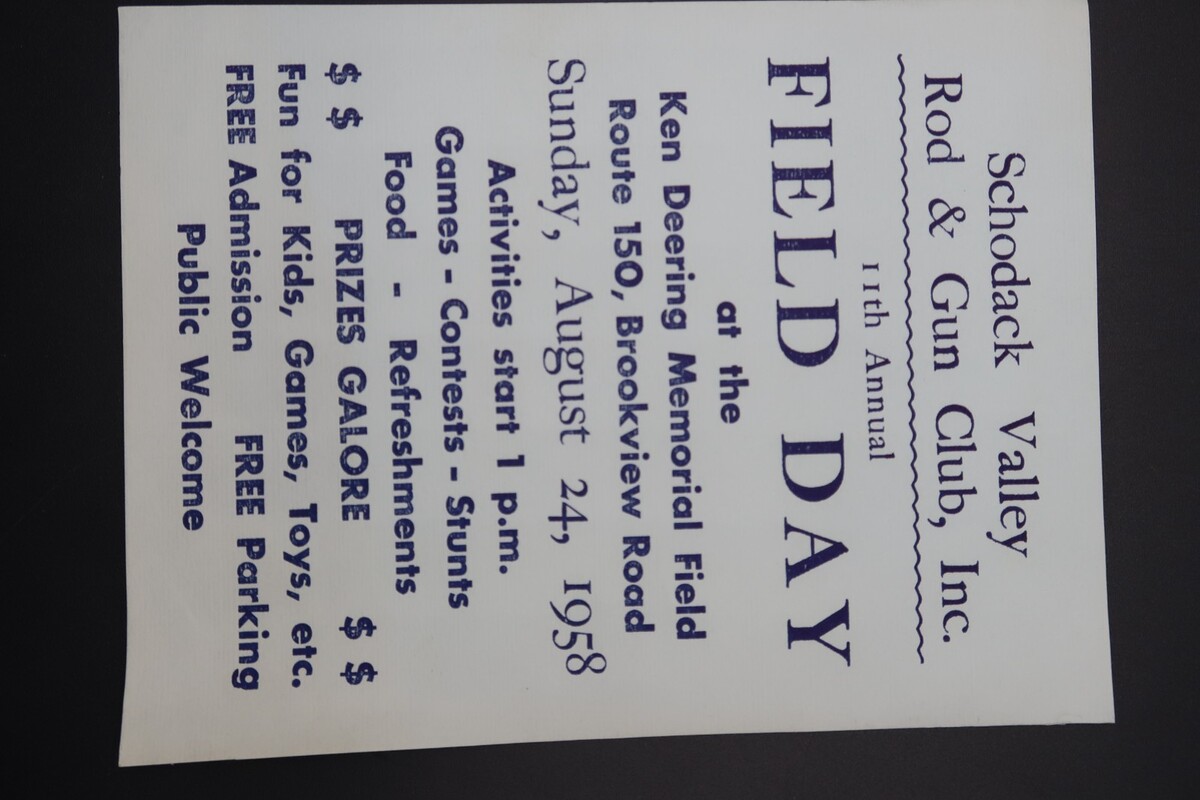 Schodack Valley
Rod & Gun Club, Inc.
11th Annual
FIELD DAY
at the
Ken Deering Memorial Field
Route 150, Brookview Road
Sunday, August 24, 1958
Activities start 1 p.m.
Games - Contests - Stunts
Food - Refreshments
$ $ PRIZES GALORE $ $
Fun for Kids, Games, Toys, etc.
FREE Admission FREE Parking
Public Welcome